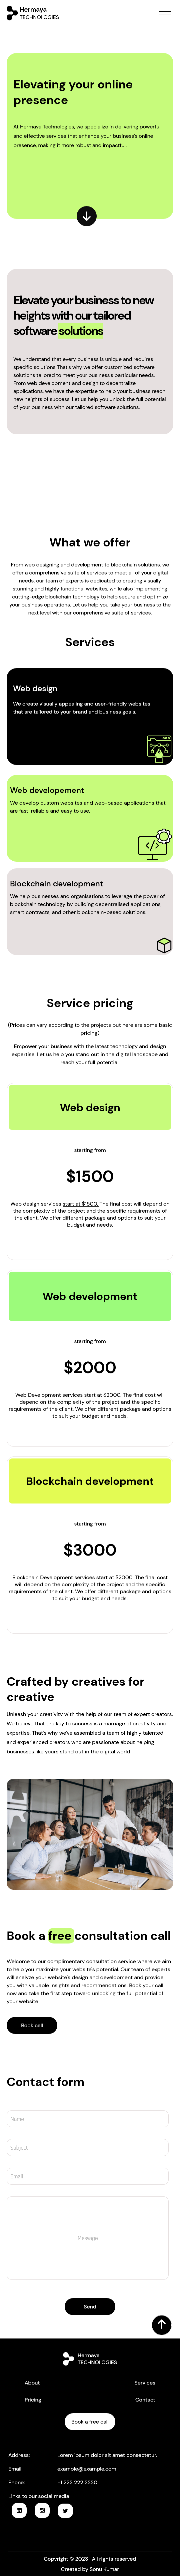 Hermaya
TECHNOLOGIES
Elevating your online
presence
At Hermaya Technologies, we specialize in delivering powerful
and effective services that enhance your business's online
presence, making it more robust and impactful.
Elevate your business to new
heights with our tailored
software solutions
We understand that every business is unique and requires
specific solutions That's why we offer customized software
solutions tailored to meet your business's particular needs.
From web development and design to decentralize
applications, we have the expertise to help your business reach
new heights of success. Let us help you unlock the full potential
of your business with our tailored software solusions.
What we offer
From web designing and development to blockchain solutions, we
offer a comprehensive suite of services to meet all of your digital
needs. our team of experts is dedicated to creating visually
stunning and highly functional websites, while also implementing
cutting-edge blockchain technology to help secure and optimize
your business operations. Let us help you take your business to the
next level with our comprehensive suite of services.
Services
Web design
We create visually appealing and user-friendly websites
that are tailored to your brand and business goals.
Web developement
We develop custom websites and web-based applications that
are fast, reliable and easy to use.
Blockchain development
We help businesses and organisations to leverage the power of
blockchain technology by building decentralised applications,
smart contracts, and other blockchain-based solutions.
Service pricing
(Prices can vary according to the projects but here are some basic
pricing)
Empower your business with the latest technology and design
expertise. Let us help you stand out in the digital landscape and
reach your full potential.
Web design
starting from
$1500
Web design services start at $1500. The final cost will depend on
the complexity of the project and the specific requirements of
the client. We offer different package and options to suit your
budget and needs.
Web development
starting from
$2000
Web Development services start at $2000. The final cost will
depend on the complexity of the project and the specific
requirements of the client. We offer different package and options
to suit your budget and needs.
Blockchain development
starting from
$3000
Blockchain Development services start at $2000. The final cost
will depend on the complexity of the project and the specific
requirements of the client. We offer different package and options
to suit your budget and needs.
Crafted by creatives for
creative
Unleash your creativity with the help of our team of expert creators.
We believe that the key to success is a marriage of creativity and
expertise. That's why we've assembled a team of highly talented
and experienced creators who are passionate about helping
businesses like yours stand out in the digital world
Book a free consultation call
Welcome to our complimentary consultation service where we aim
to help you maximize your website's potential. Our team of experts
will analyze your website's design and development and provide
you with valuable insights and recommendations. Book your call
now and take the first step toward unlcoking the full potential of
your website
Book call
Contact form
Name
Subject
Email
Message
Send
Hermaya
TECHNOLOGIES
About Services
Pricing Contact
Book a free call
Address: Lorem ipsum dolor sit amet consectetur.
Email: example@example.com
Phone: +1 222 222 2220
Links to our social media
Copyright © 2023 . All rights reserved
Created by Sonu Kumar